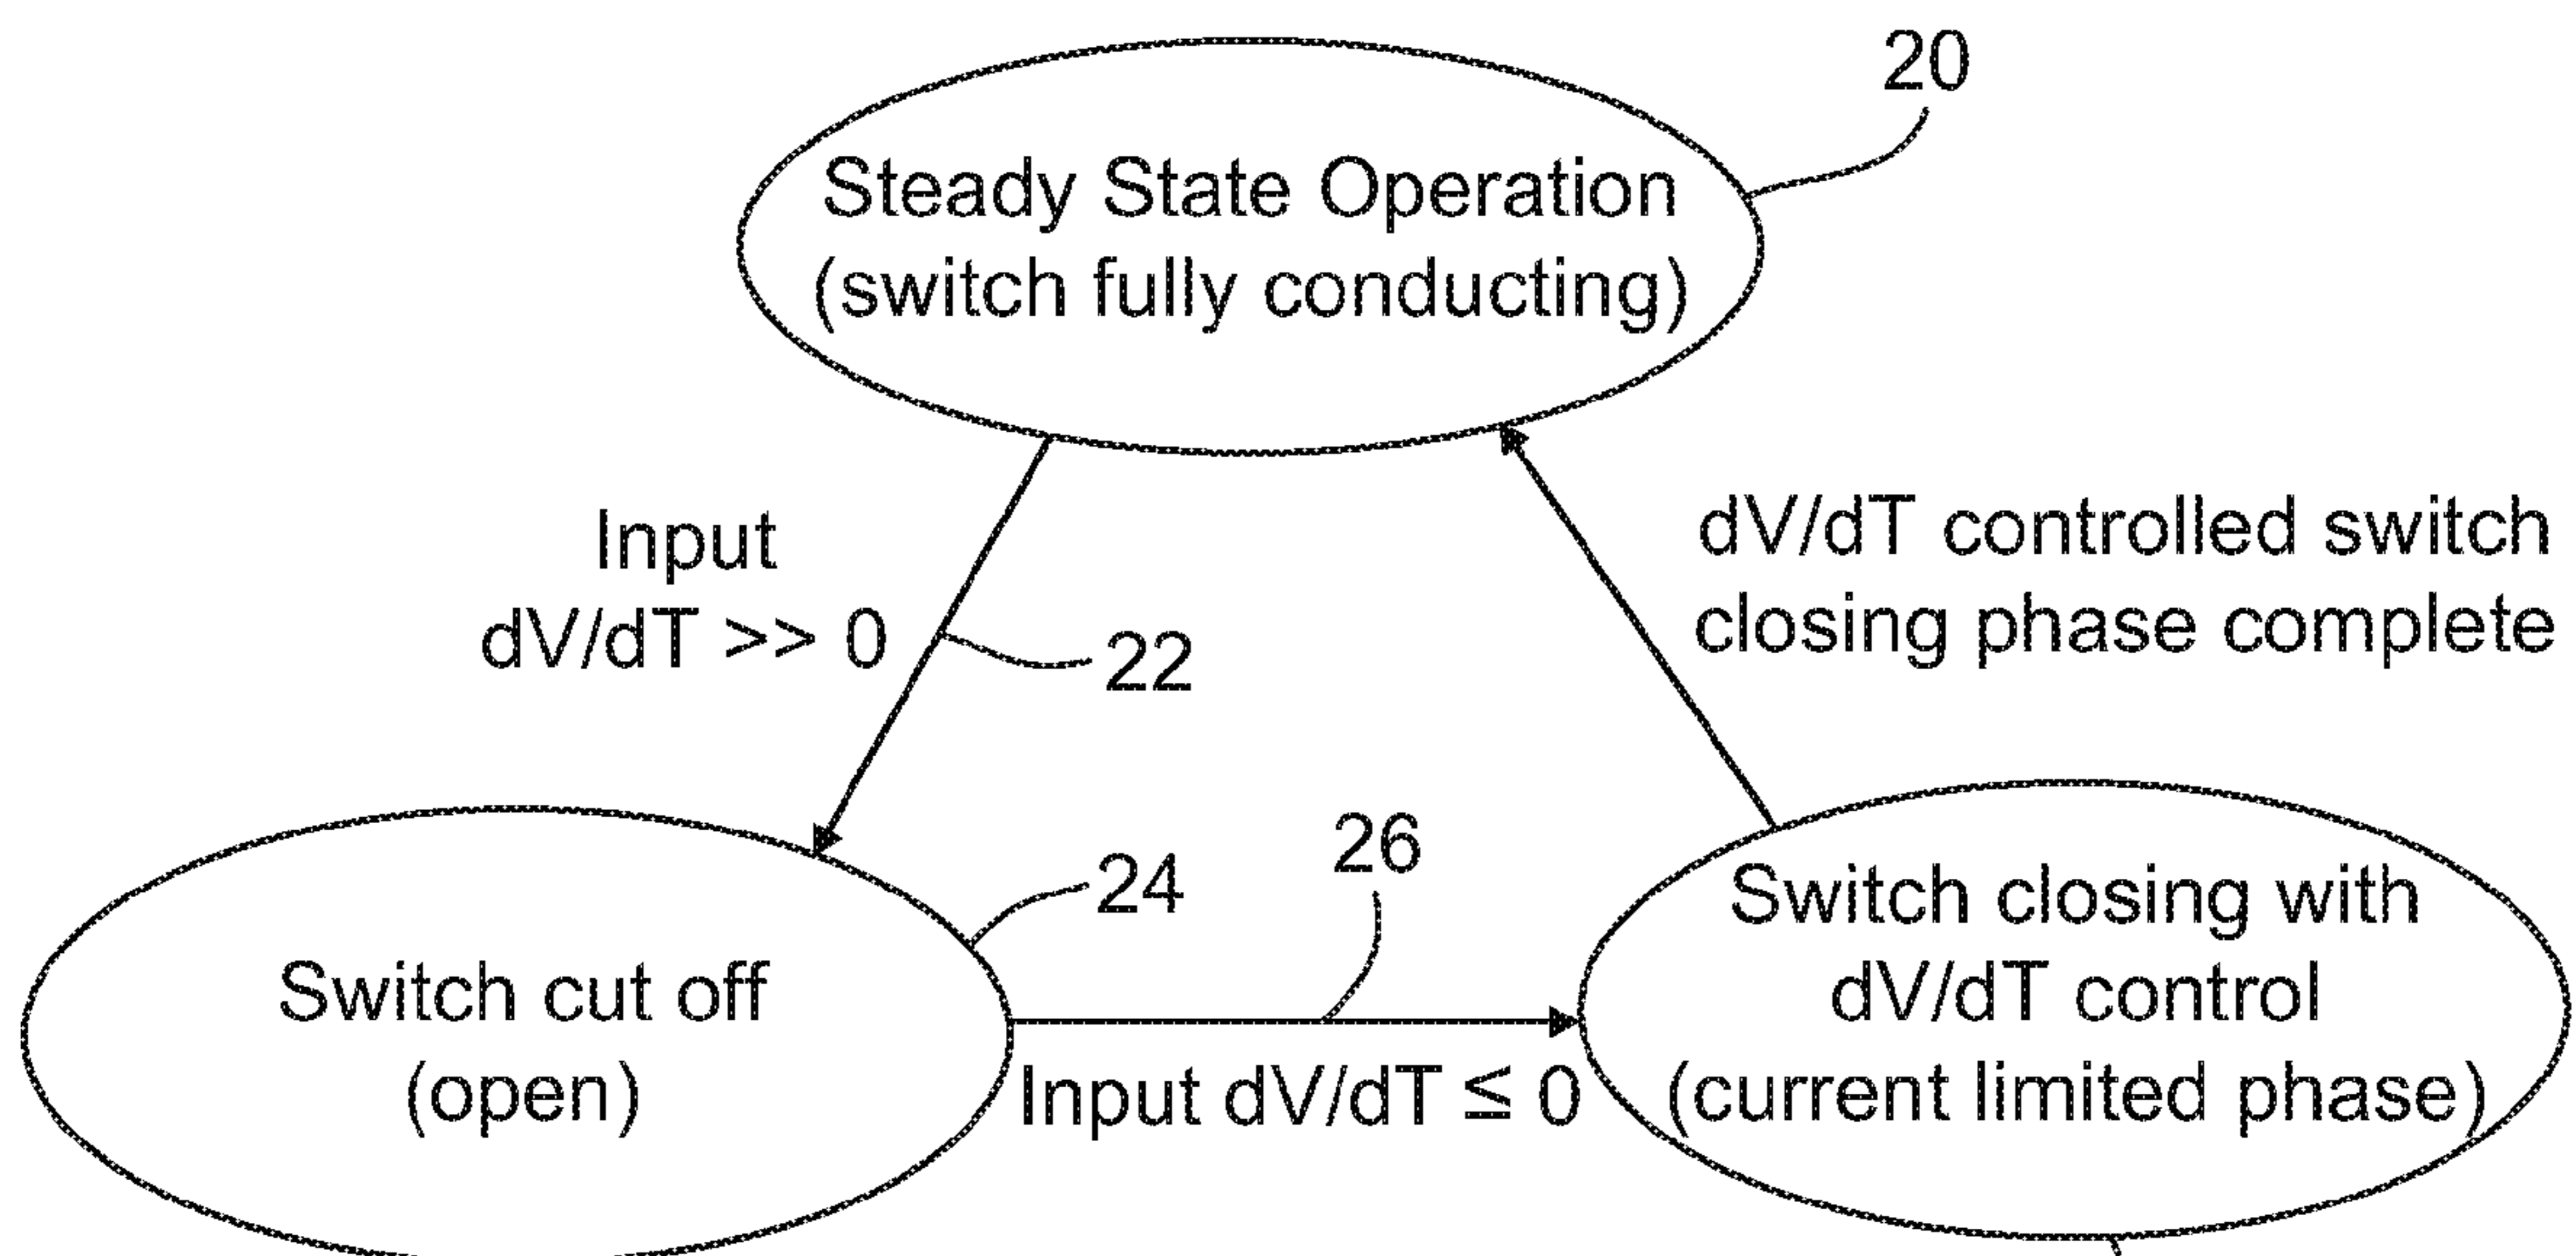 20
Steady State Operation
(switch fully conducting)
Input
dV/dT >> 0
22
dV/dT controlled switch
closing phase complete
24
26
Switch cut off
(open)
Input dV/dT ≤ 0
Switch closing with
dV/dT control
(current limited phase)